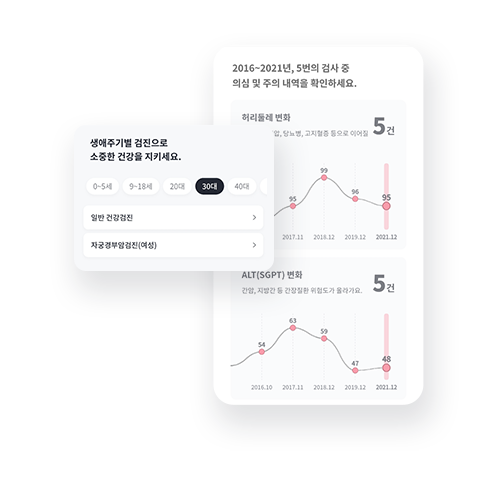 2016~2021년, 5번의 검사 중
의심 및 주의 내역을 확인하세요.
허리둘레 변화
당뇨병, 고지혈증 등으로 이어질
5건
95
99
96
95
2017.11
2018.12
2019.12
2021.12
생애주기별 검진으로
소중한 건강을 지키세요.
0~5세
9~18세
20대
30대
40대
일반 건강검진
자궁경부암검진(여성)
ALT(SGPT) 변화
간암, 지방간 등 간장질환 위험도가 올라가요.
5건
54
63
59
47
48
2016.10
2017.11
2018.12
2019.12
2021.12